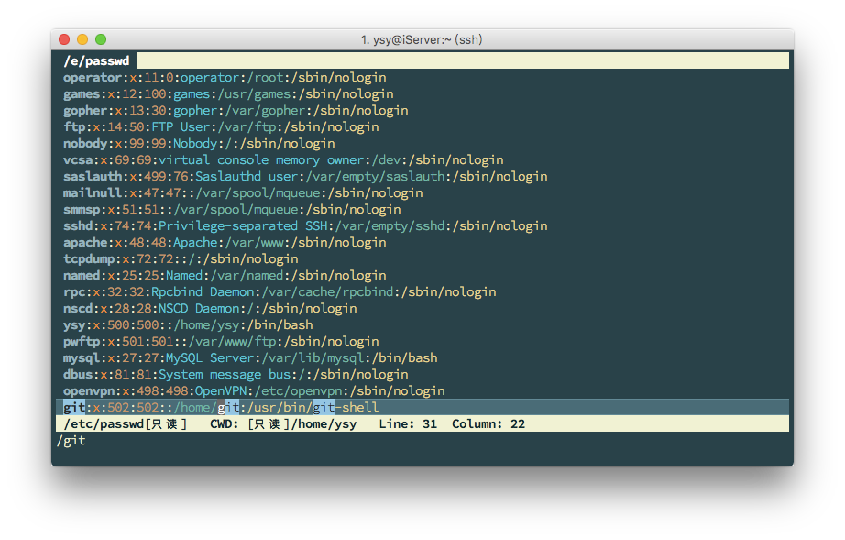 1. ysy@iServer:~ (ssh)
/e/passwd
operator:x:11:0:operator:/root:/sbin/nologin
games:x:12:100:games:/usr/games:/sbin/nologin
gopher:x:13:30:gopher:/var/gopher:/sbin/nologin
ftp:x:14:50:FTP User:/var/ftp:/sbin/nologin
nobody:x:99:99:Nobody:/:/sbin/nologin
vcsa:x:69:69:virtual console memory owner:/dev:/sbin/nologin
saslauth:x:499:76:Saslauthd user:/var/empty/saslauth:/sbin/nologin
mailnull:x:47:47::/var/spool/mqueue:/sbin/nologin
smmsp:x:51:51::/var/spool/mqueue:/sbin/nologin
sshd:x:74:74:Privilege-separated SSH:/var/empty/sshd:/sbin/nologin
apache:x:48:48:Apache:/var/www:/sbin/nologin
tcpdump:x:72:72::/:/sbin/nologin
named:x:25:25:Named:/var/named:/sbin/nologin
rpc:x:32:32:Rpcbind Daemon:/var/cache/rpcbind:/sbin/nologin
nscd:x:28:28:NSCD Daemon:/:/sbin/nologin
ysy:x:500:500::/home/ysy:/bin/bash
pwftp:x:501:501::/var/www/ftp:/sbin/nologin
mysql:x:27:27:MySQL Server:/var/lib/mysql:/bin/bash
dbus:x:81:81:System message bus:/:/sbin/nologin
openvpn:x:498:498:OpenVPN:/etc/openvpn:/sbin/nologin
git:x:502:502::/home/git:/usr/bin/git-shell
/etc/passwd[只读] CWD: [只读]/home/ysy Line: 31 Column: 22
/git